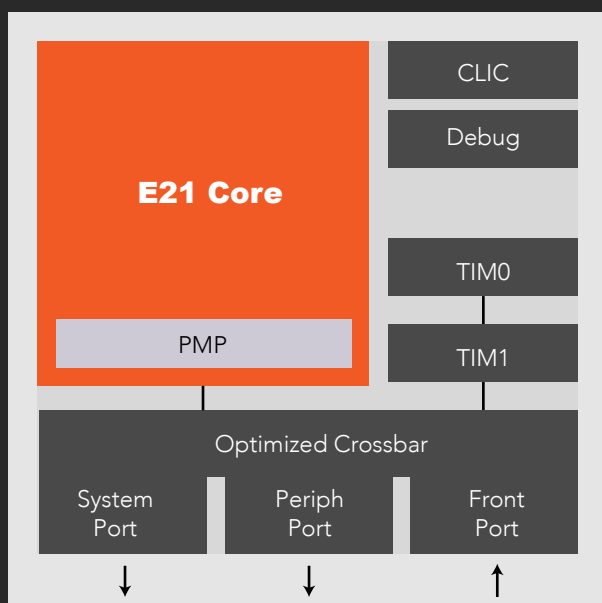 E21 Core
PMP
CLIC
Debug
TIM0
TIM1
Optimized Crossbar
System
Port
Periph
Port
Front
Port